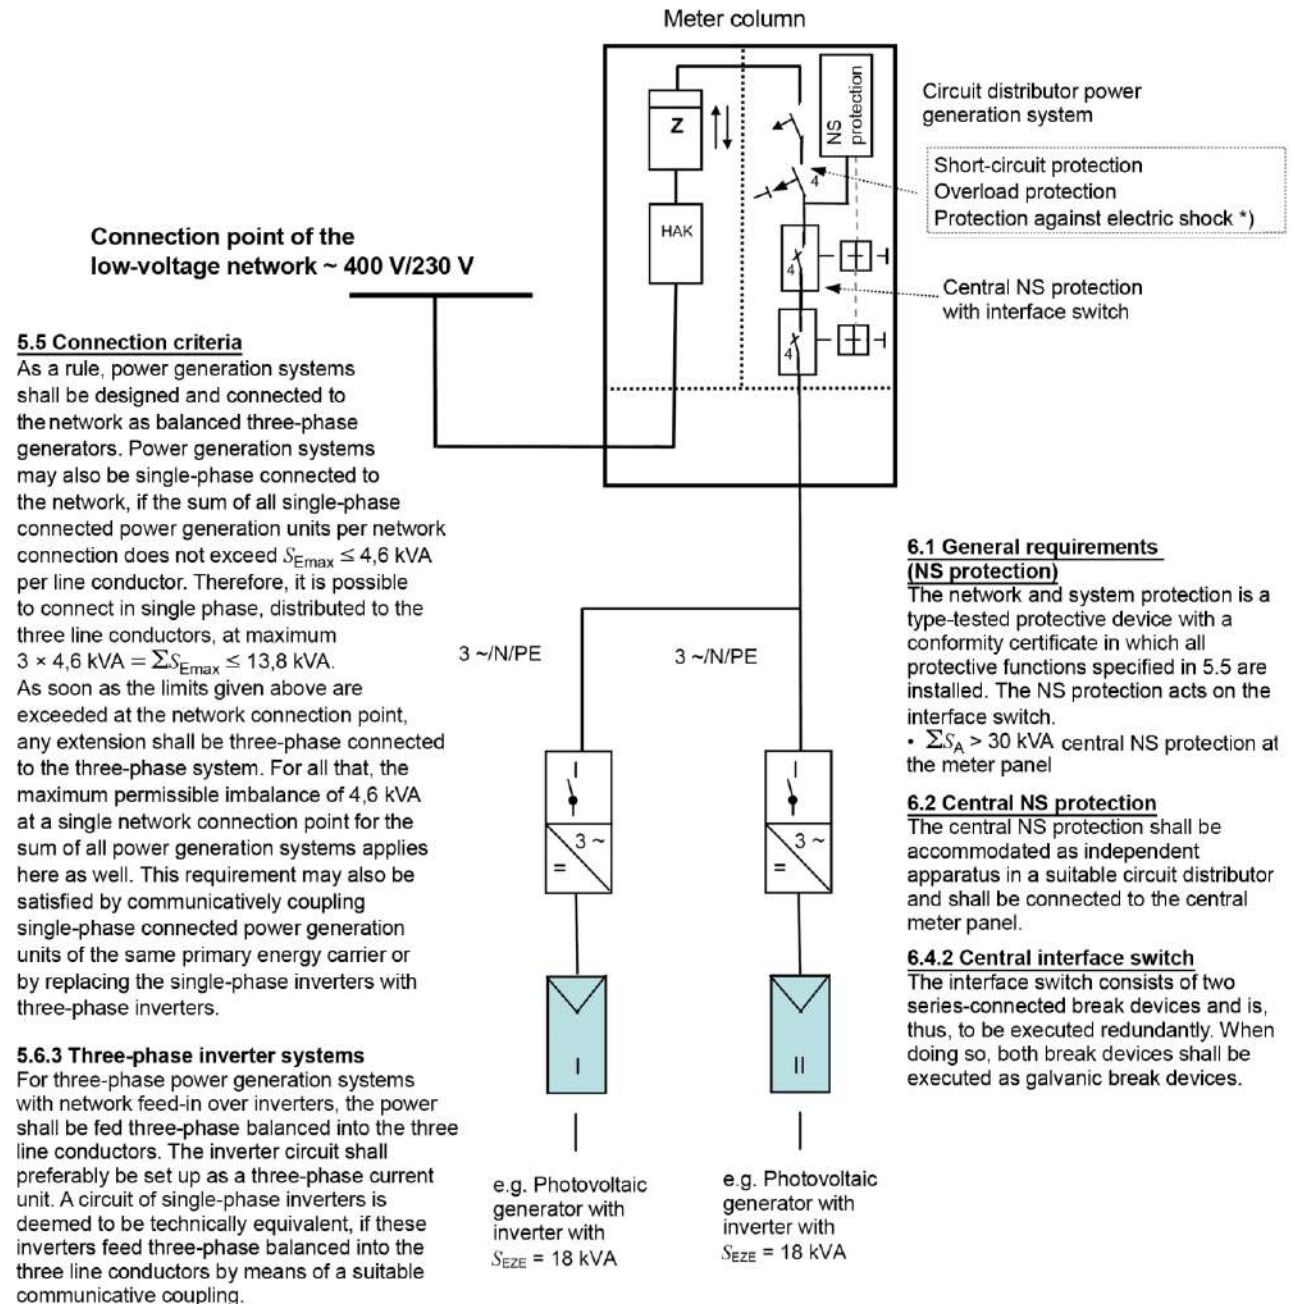 Meter column
NS
protection
Z
4
HAK
4
4
Circuit distributor power
generation system
Short-circuit protection
Overload protection
Protection against electric shock *)
Central NS protection
with interface switch
Connection point of the
low-voltage network ~ 400 V/230 V
5.5 Connection criteria
As a rule, power generation systems
shall be designed and connected to
the network as balanced three-phase
generators. Power generation systems
may also be single-phase connected to
the network, if the sum of all single-phase
connected power generation units per network
connection does not exceed SEmax ≤ 4,6 kVA
per line conductor. Therefore, it is possible
to connect in single phase, distributed to the
three line conductors, at maximum
3 × 4,6 kVA = ΣSEmax ≤ 13,8 kVA.
As soon as the limits given above are
exceeded at the network connection point,
any extension shall be three-phase connected
to the three-phase system. For all that, the
maximum permissible imbalance of 4,6 kVA
at a single network connection point for the
sum of all power generation systems applies
here as well. This requirement may also be
satisfied by communicatively coupling
single-phase connected power generation
units of the same primary energy carrier or
by replacing the single-phase inverters with
three-phase inverters.
5.6.3 Three-phase inverter systems
For three-phase power generation systems
with network feed-in over inverters, the power
shall be fed three-phase balanced into the three
line conductors. The inverter circuit shall
preferably be set up as a three-phase current
unit. A circuit of single-phase inverters is
deemed to be technically equivalent, if these
inverters feed three-phase balanced into the
three line conductors by means of a suitable
communicative coupling.
3 ~/N/PE
3 ~/N/PE
3 ~
=
3 ~
=
I
II
e.g. Photovoltaic
generator with
inverter with
SEZE = 18 kVA
e.g. Photovoltaic
generator with
inverter with
SEZE = 18 kVA
6.1 General requirements
(NS protection)
The network and system protection is a
type-tested protective device with a
conformity certificate in which all
protective functions specified in 5.5 are
installed. The NS protection acts on the
interface switch.
• ΣSA > 30 kVA central NS protection at
the meter panel
6.2 Central NS protection
The central NS protection shall be
accommodated as independent
apparatus in a suitable circuit distributor
and shall be connected to the central
meter panel.
6.4.2 Central interface switch
The interface switch consists of two
series-connected break devices and is,
thus, to be executed redundantly. When
doing so, both break devices shall be
executed as galvanic break devices.